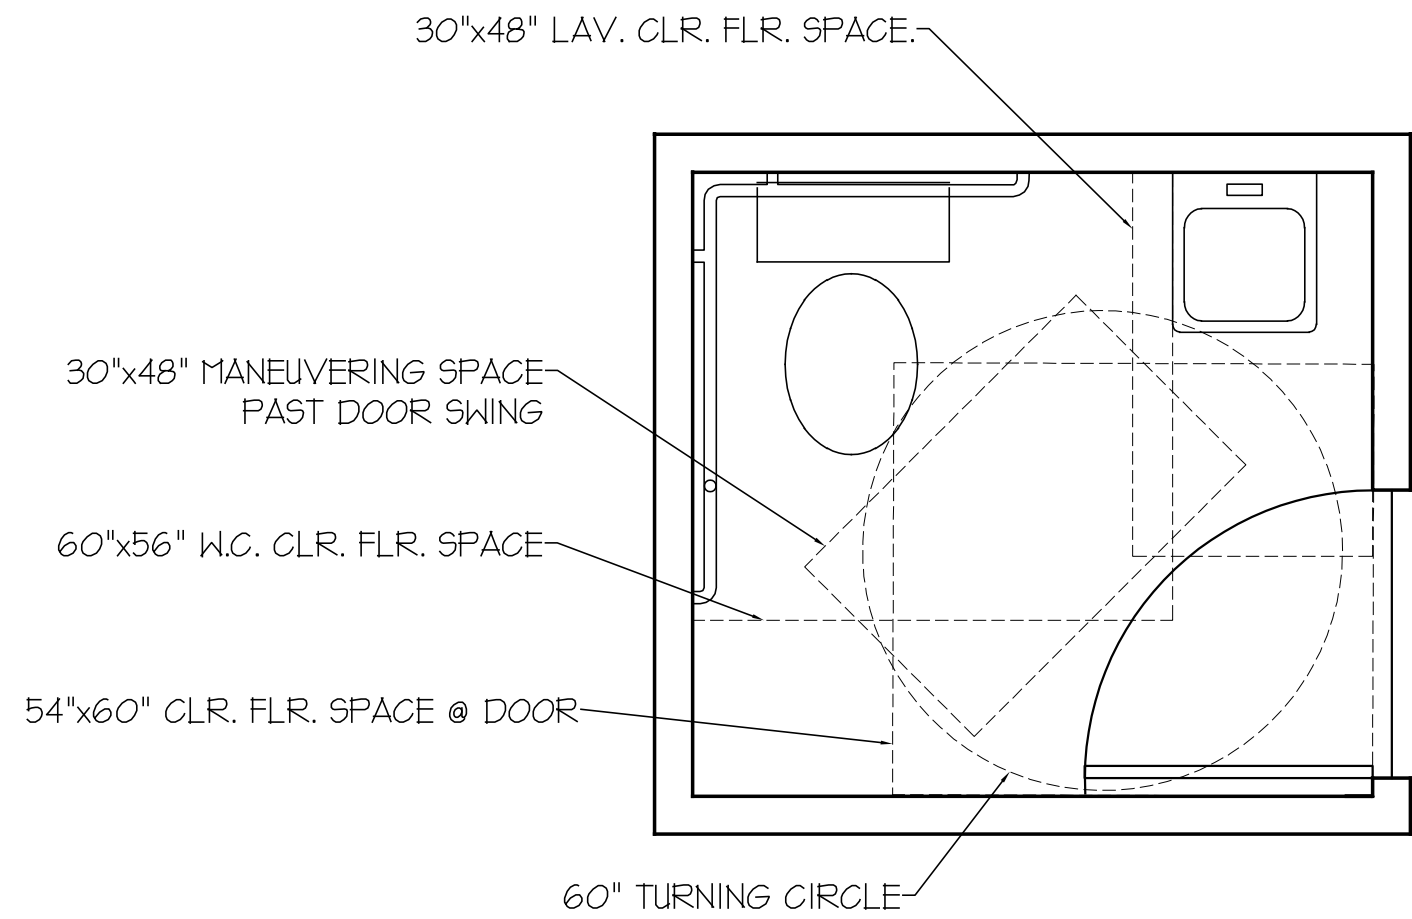 30"x48" LAV. CLR. FLR. SPACE.
30"x48" MANEUVERING SPACE
PAST DOOR SWING
60"x56" W.C. CLR. FLR. SPACE
54"x60" CLR. FLR. SPACE @ DOOR
60" TURNING CIRCLE